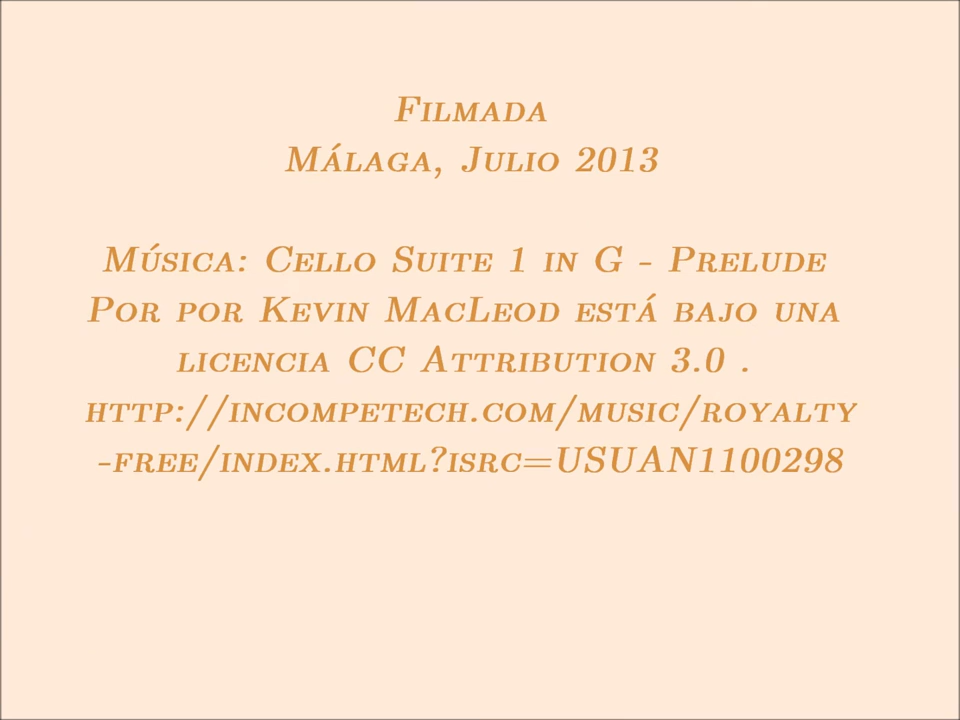 Filmada
Málaga, Julio 2013
Música: Cello Suite 1 in G - Prelude
Por por Kevin MacLeod está bajo una
licencia CC Attribution 3.0 .
http://incompetech.com/music/royalty
-free/index.html?isrc=USUAN1100298